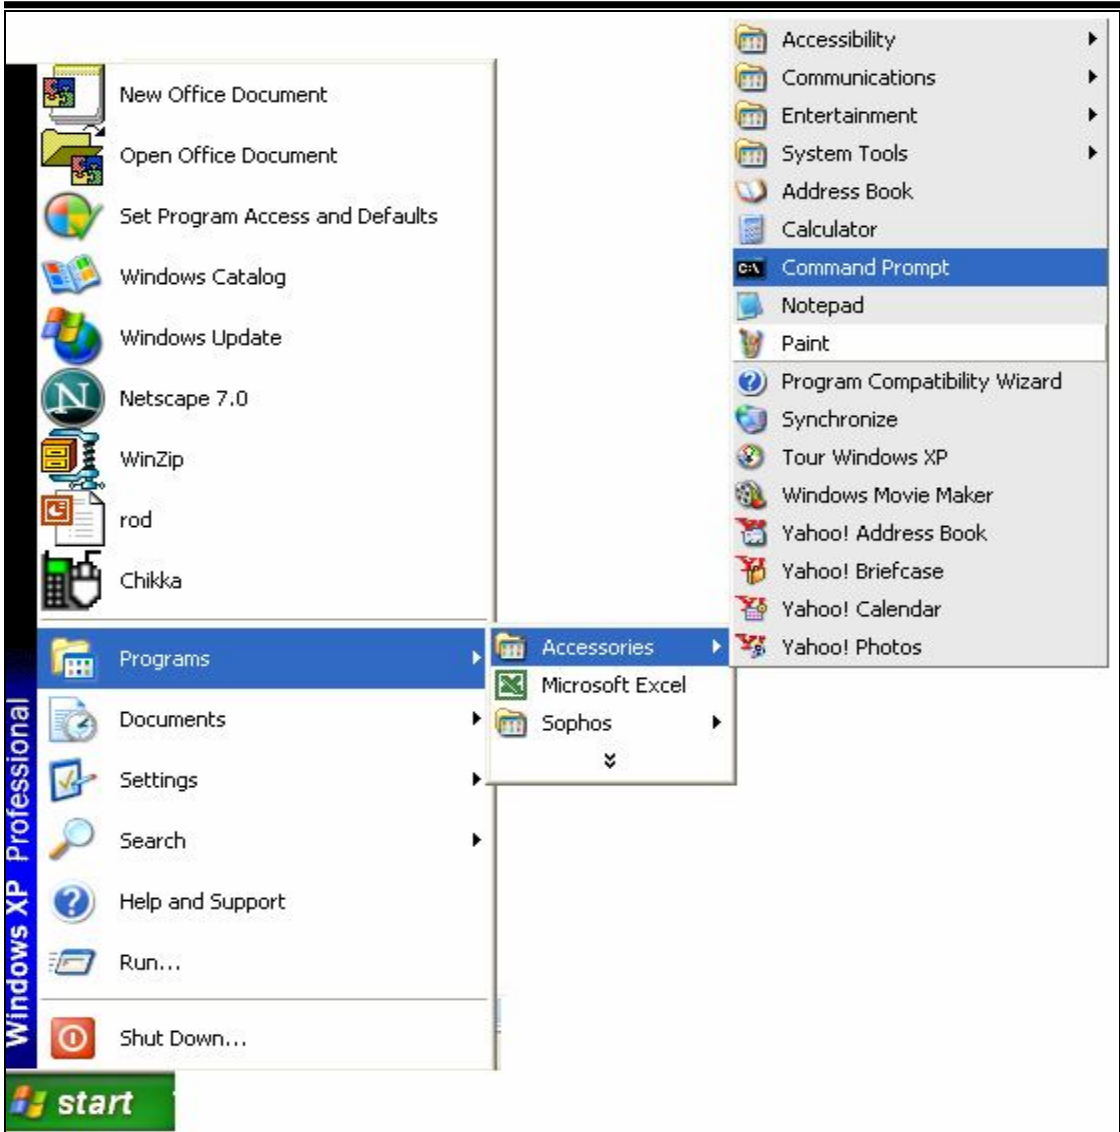 New Office Document
Open Office Document
Set Program Access and Defaults
Windows Catalog
Windows Update
Netscape 7.0
WinZip
rod
Chikka
Programs
Documents
Settings
Search
Help and Support
Run...
Shut Down...
Windows XP Professional
start
Accessories
Microsoft Excel
Sophos
Accessibility
Communications
Entertainment
System Tools
Address Book
Calculator
C:\ Command Prompt
Notepad
Paint
Program Compatibility Wizard
Synchronize
Tour Windows XP
Windows Movie Maker
Yahoo! Address Book
Yahoo! Briefcase
Yahoo! Calendar
Yahoo! Photos